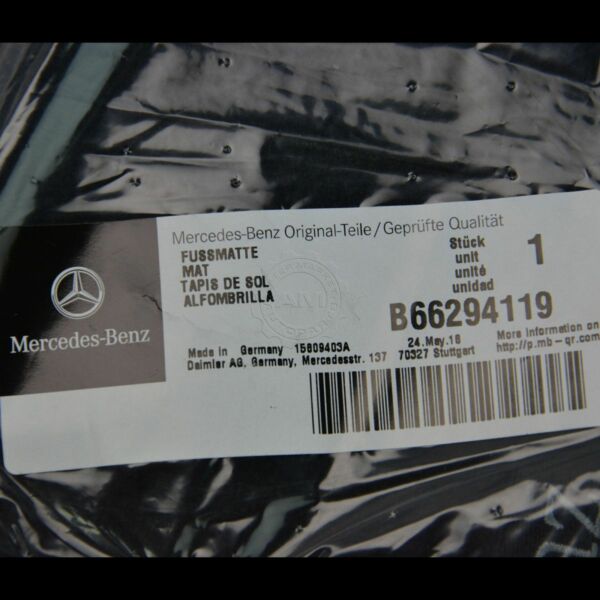 Mercedes-Benz Original-Teile/Geprüfte Qualität
FUSSMATTE
MAT
TAPIS DE SOL
ALFOMBRILLA
Stück
unit
unité
unidad
1
B66294119
Mercedes-Benz
Made in Germany 15809403A 24.May.18
Daimler AG, Germany, Mercedesstr. 137 70327 Stuttgart
More information on
http://p.mb-qr.com/